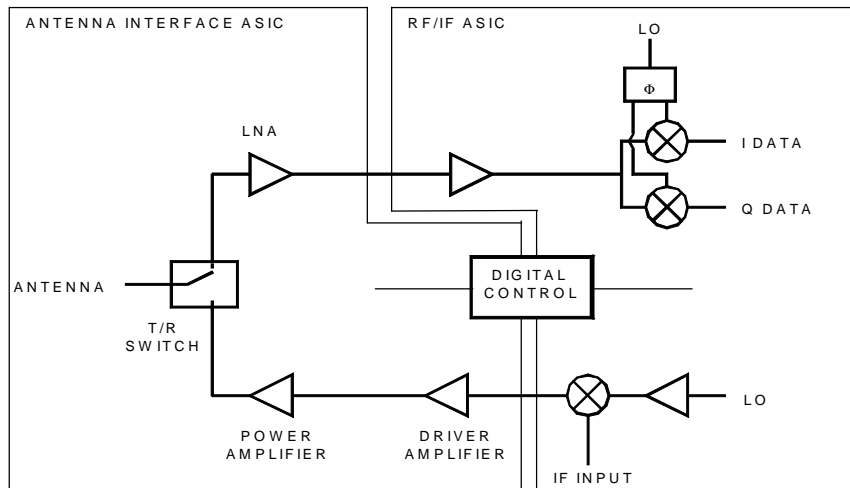 ANTENNA INTERFACE ASIC
RF/IF ASIC
LO
Φ
LNA
I DATA
Q DATA
ANTENNA
T/R
SWITCH
DIGITAL
CONTROL
LO
POWER
AMPLIFIER
DRIVER
AMPLIFIER
IF INPUT